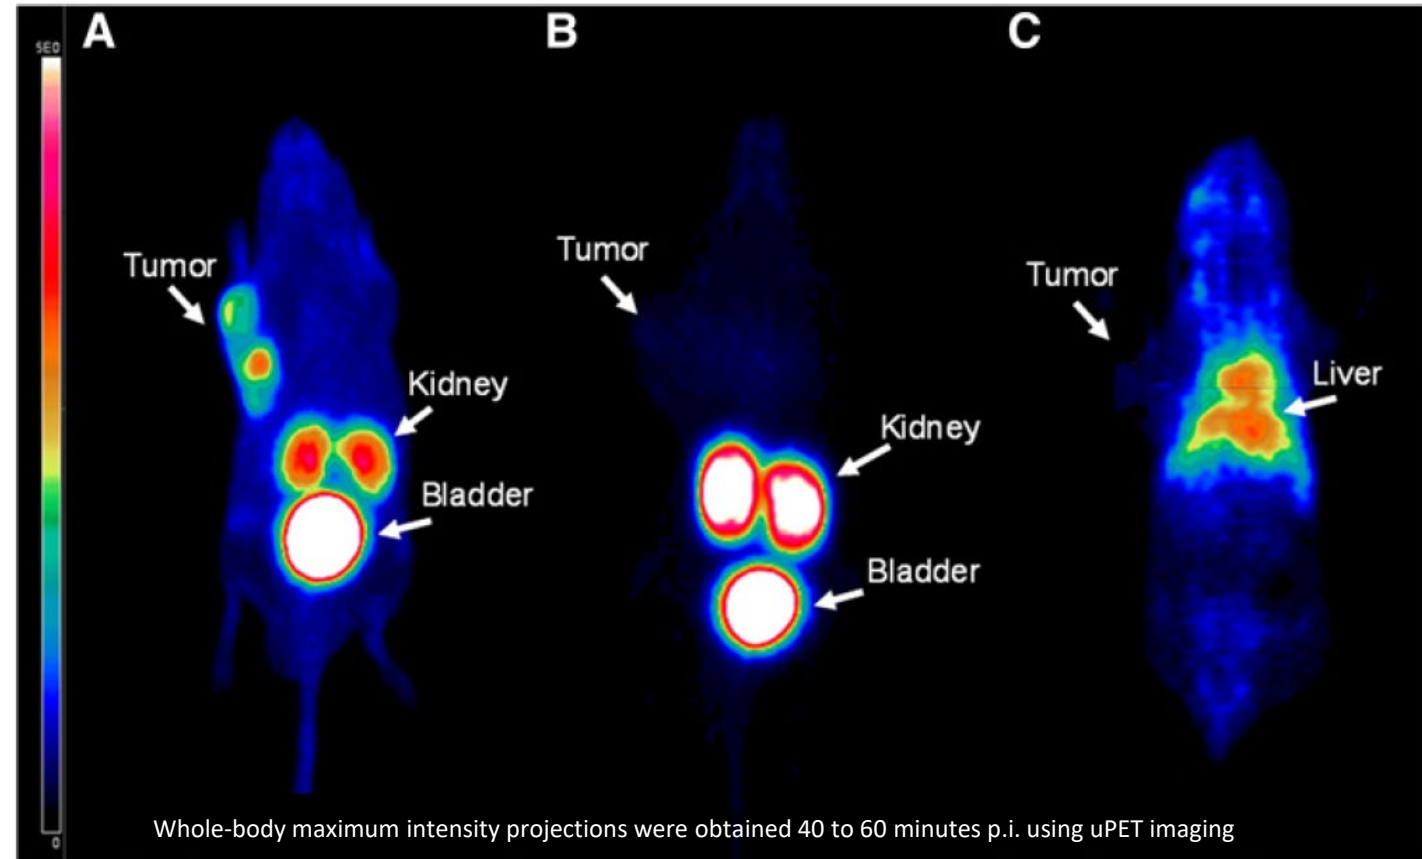 A
B
C
5E0
Tumor
Kidney
Bladder
Tumor
Kidney
Bladder
Tumor
Liver
0
Whole-body maximum intensity projections were obtained 40 to 60 minutes p.i. using uPET imaging